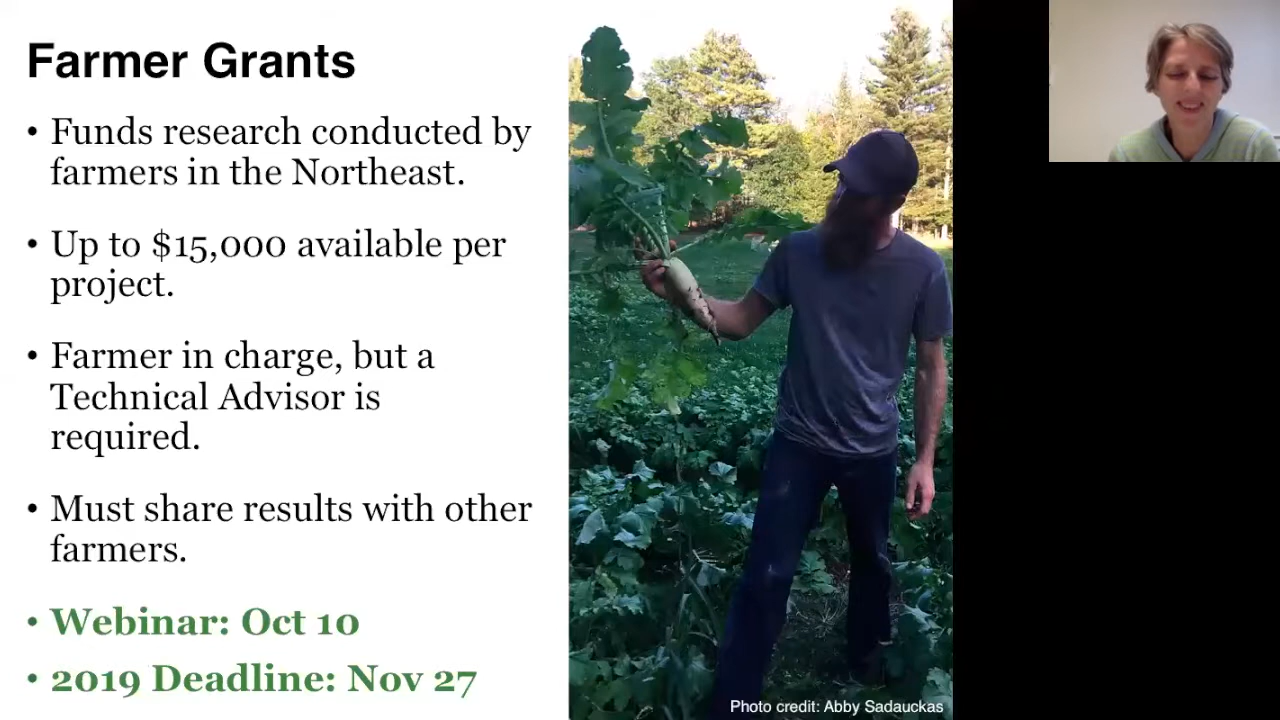 Farmer Grants
• Funds research conducted by
farmers in the Northeast.
• Up to $15,000 available per
project.
• Farmer in charge, but a
Technical Advisor is
required.
• Must share results with other
farmers.
• Webinar: Oct 10
• 2019 Deadline: Nov 27
Photo credit: Abby Sadauckas